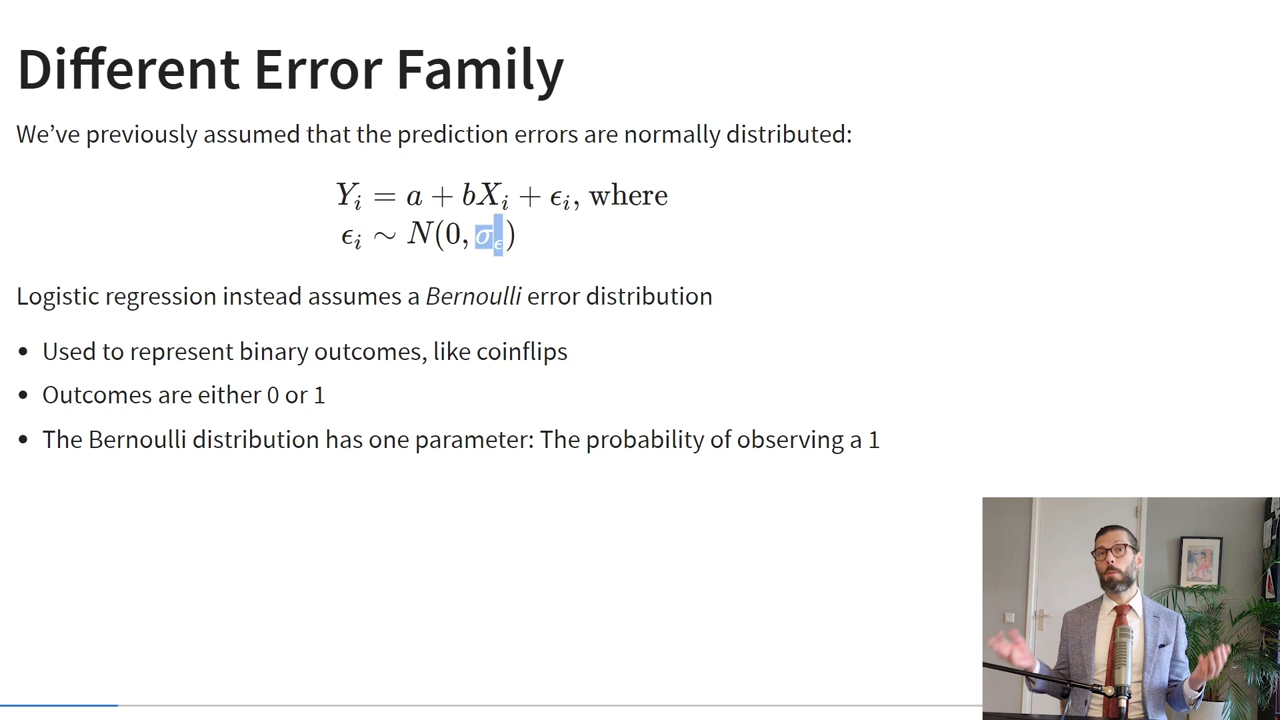 Different Error Family
We’ve previously assumed that the prediction errors are normally distributed:
Yᵢ = a + bXᵢ + ϵᵢ, where
ϵᵢ ∼ N(0, σ_ϵ)
Logistic regression instead assumes a Bernoulli error distribution
• Used to represent binary outcomes, like coinflips
• Outcomes are either 0 or 1
• The Bernoulli distribution has one parameter: The probability of observing a 1